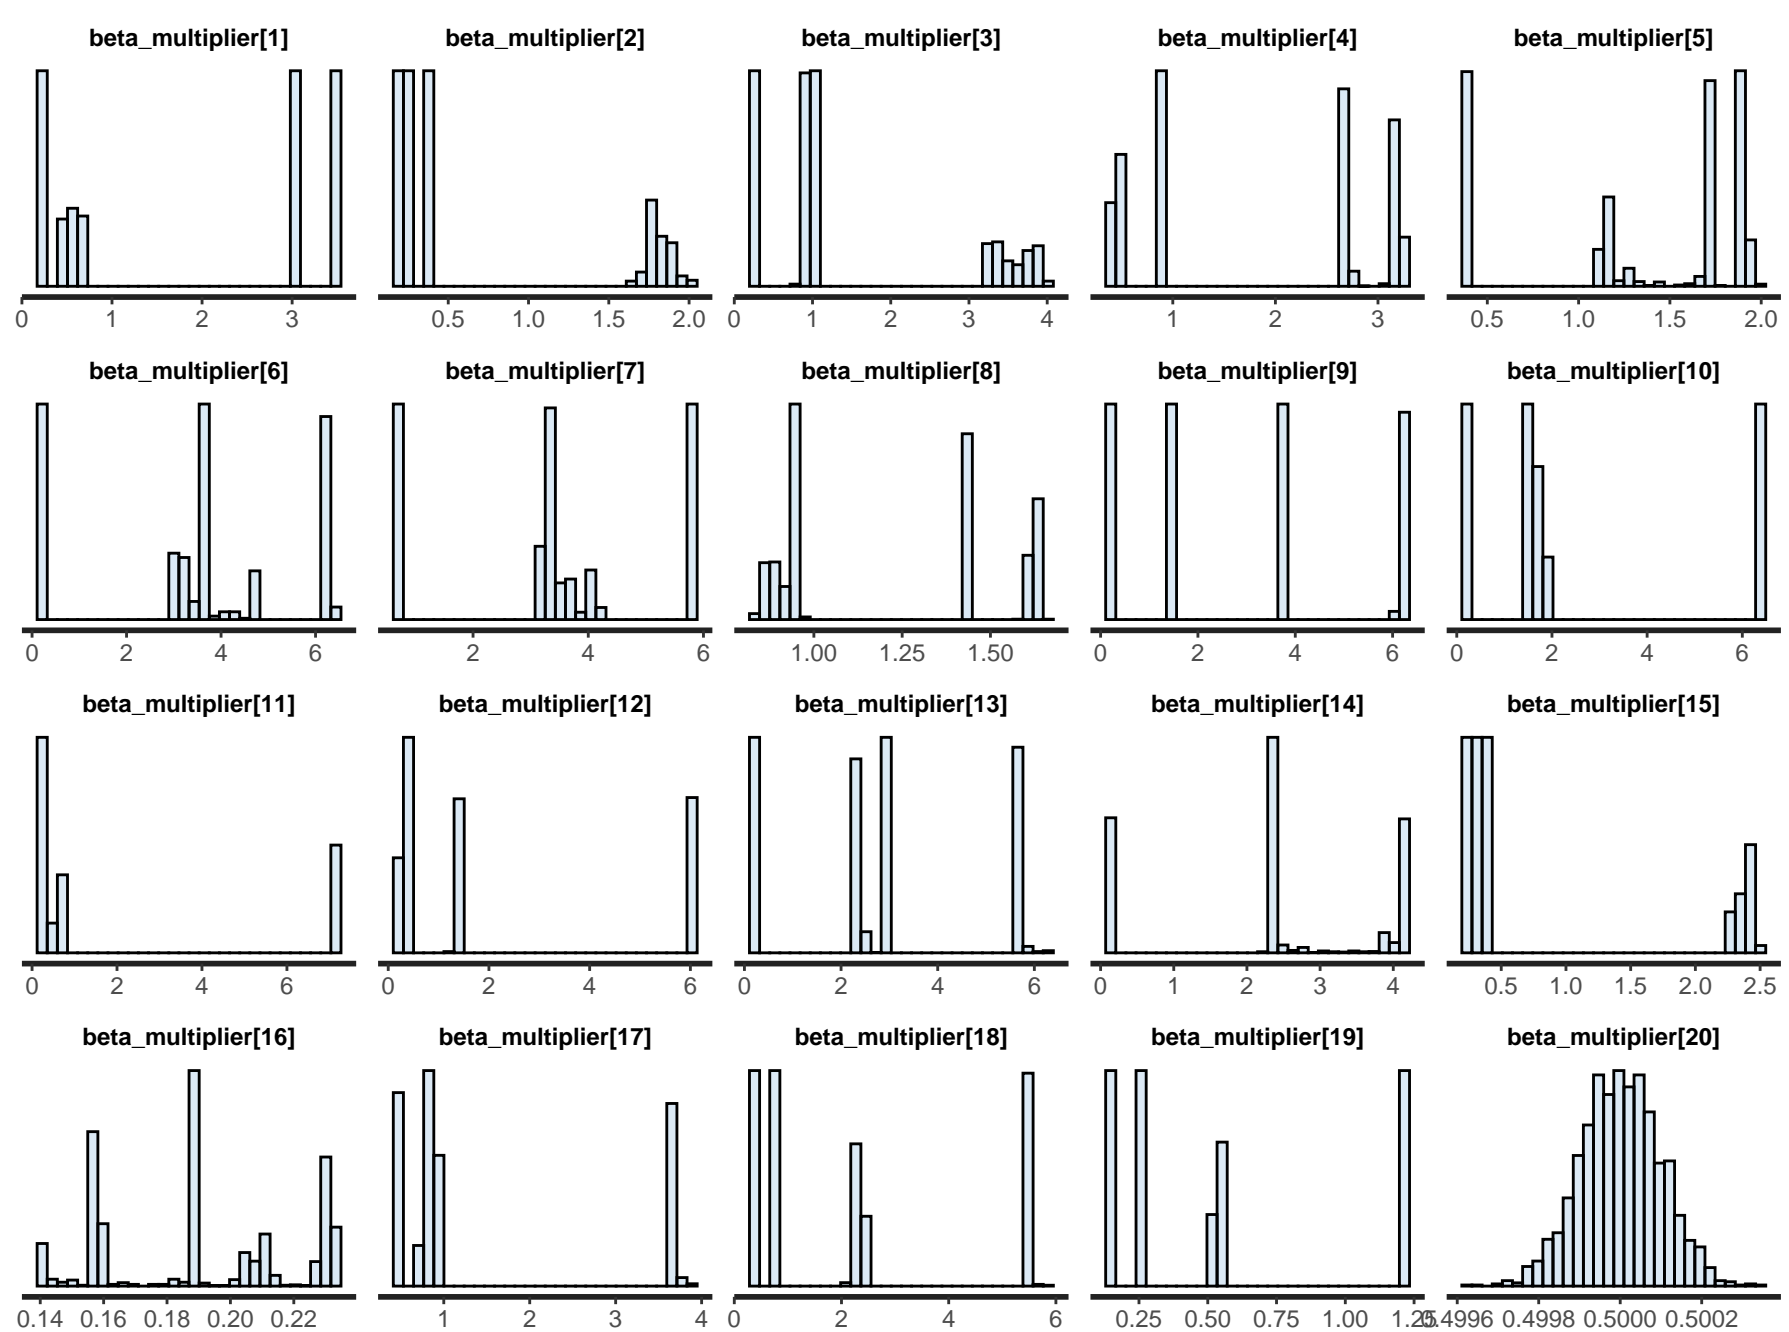 beta_multiplier[1] beta_multiplier[2] beta_multiplier[3] beta_multiplier[4] beta_multiplier[5]
0 1 2 3 0.5 1.0 1.5 2.0 0 1 2 3 4 1 2 3 0.5 1.0 1.5 2.0
beta_multiplier[6] beta_multiplier[7] beta_multiplier[8] beta_multiplier[9] beta_multiplier[10]
0 2 4 6 2 4 6 1.00 1.25 1.50 0 2 4 6 0 2 4 6
beta_multiplier[11] beta_multiplier[12] beta_multiplier[13] beta_multiplier[14] beta_multiplier[15]
0 2 4 6 0 2 4 6 0 2 4 6 0 1 2 3 4 0.5 1.0 1.5 2.0 2.5
beta_multiplier[16] beta_multiplier[17] beta_multiplier[18] beta_multiplier[19] beta_multiplier[20]
0.14 0.16 0.18 0.20 0.22 1 2 3 4 0 2 4 6 0.25 0.50 0.75 1.00 1.25 0.4996 0.4998 0.5000 0.5002